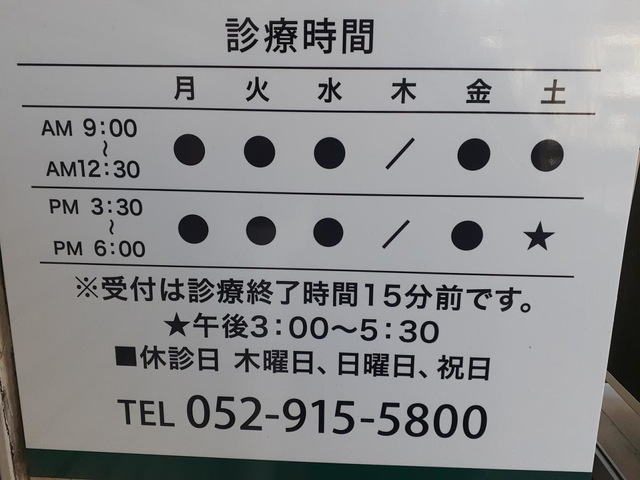 診療時間
月 火 水 木 金 土
AM 9:00 ~ AM12:30 ● ● ● / ● ●
PM 3:30 ~ PM 6:00 ● ● ● / ● ★
※受付は診療終了時間15分前です。
★午後3:00〜5:30
■休診日 木曜日、日曜日、祝日
TEL 052-915-5800